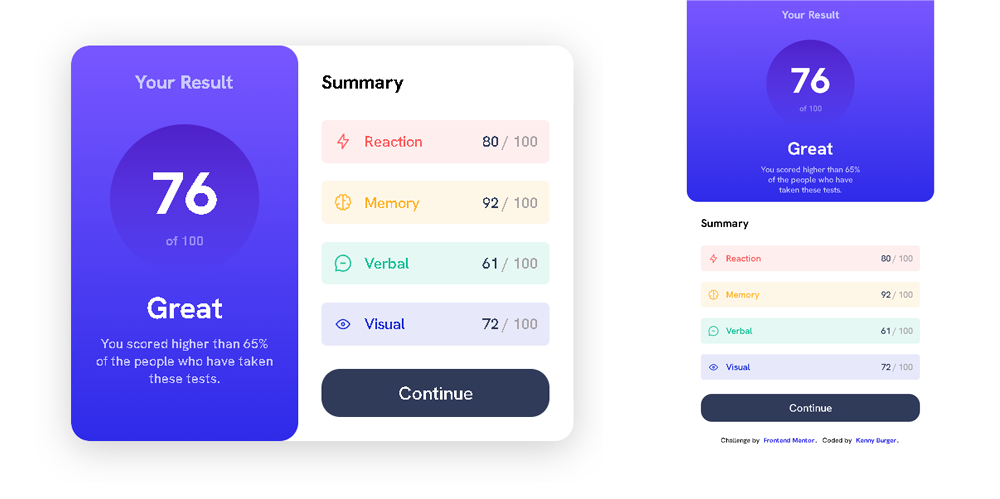 Your Result
76
of 100
Great
You scored higher than 65%
of the people who have taken
these tests.
Summary
Reaction 80 / 100
Memory 92 / 100
Verbal 61 / 100
Visual 72 / 100
Continue
Your Result
76
of 100
Great
You scored higher than 65%
of the people who have
taken these tests.
Summary
Reaction 80 / 100
Memory 92 / 100
Verbal 61 / 100
Visual 72 / 100
Continue
Challenge by Frontend Mentor. Coded by Kenny Burger.